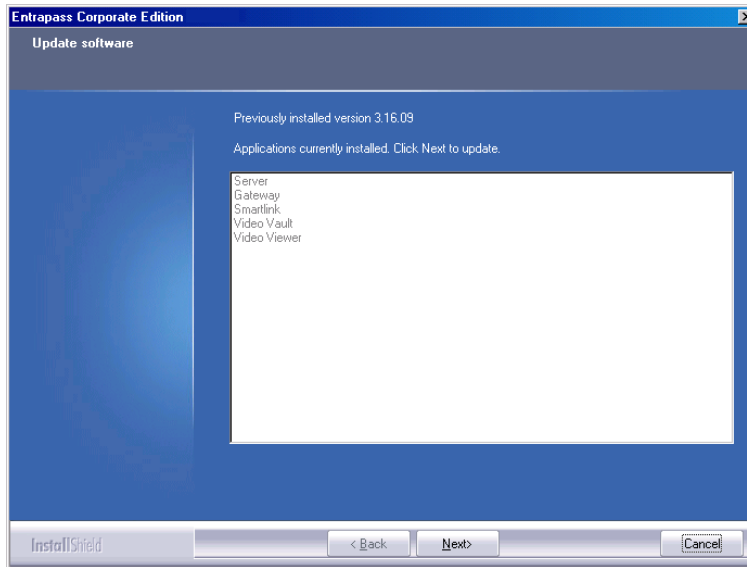 Entrapass Corporate Edition
Update software
Previously installed version 3.16.09
Applications currently installed. Click Next to update.
Server
Gateway
Smartlink
Video Vault
Video Viewer
InstallShield
< Back
Next>
Cancel